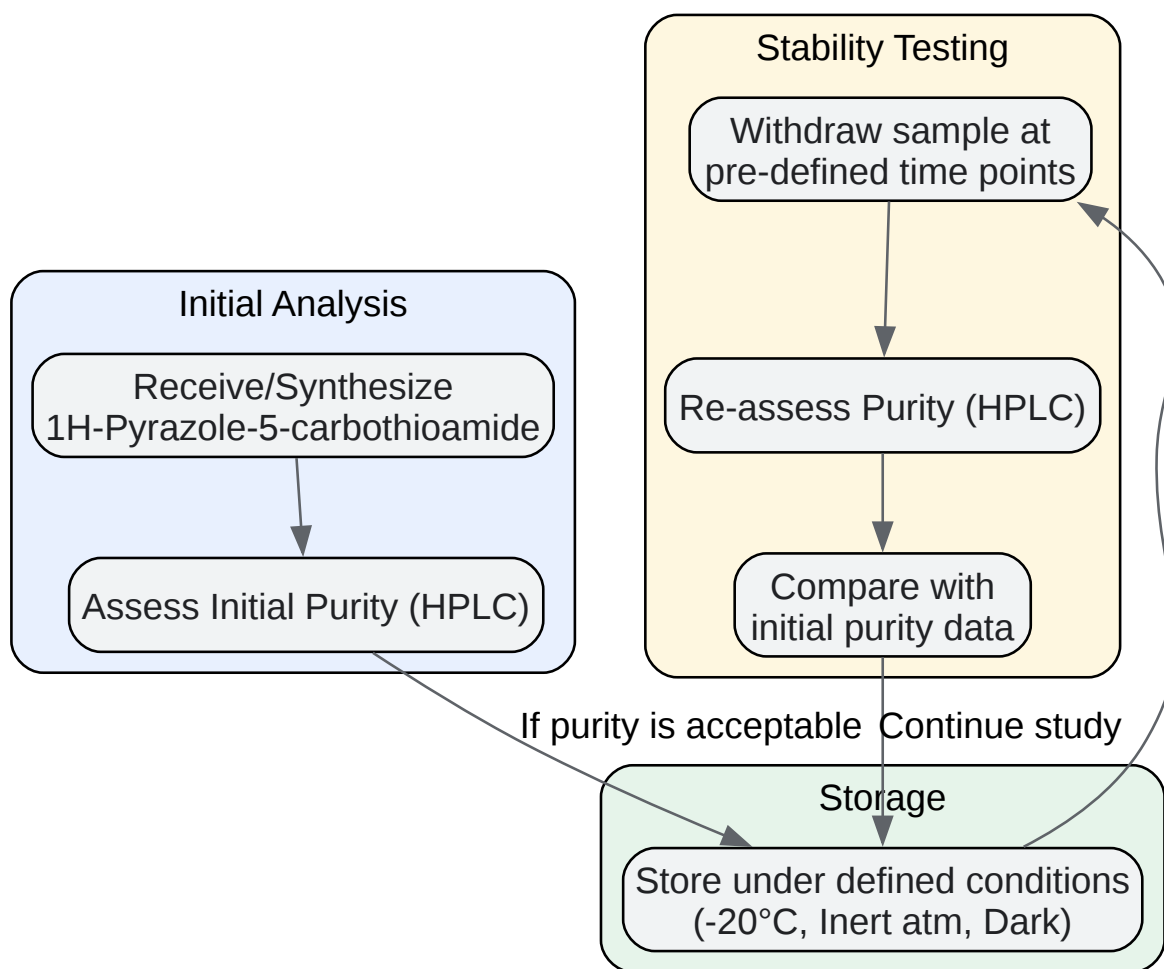 Stability Testing
Withdraw sample at
pre-defined time points
Initial Analysis
Receive/Synthesize
1H-Pyrazole-5-carbothioamide
Re-assess Purity (HPLC)
Assess Initial Purity (HPLC)
Compare with
initial purity data
If purity is acceptable
Continue study
Storage
Store under defined conditions
(-20°C, Inert atm, Dark)